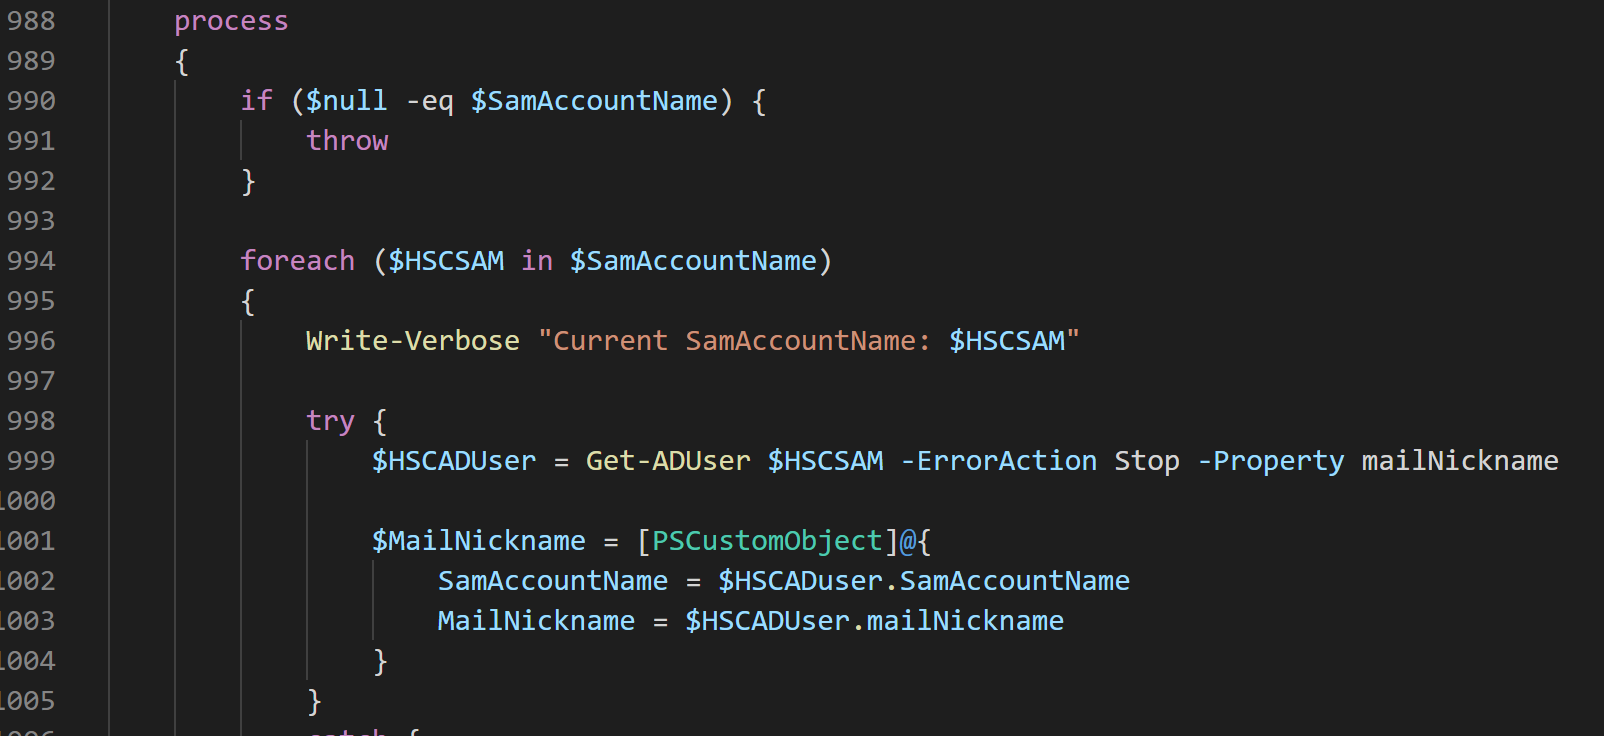 988 process
989 {
990 if ($null -eq $SamAccountName) {
991 throw
992 }
993
994 foreach ($HSCSAM in $SamAccountName)
995 {
996 Write-Verbose "Current SamAccountName: $HSCSAM"
997
998 try {
999 $HSCADUser = Get-ADUser $HSCSAM -ErrorAction Stop -Property mailNickname
1000
1001 $MailNickname = [PSCustomObject]@{
1002 SamAccountName = $HSCADuser.SamAccountName
1003 MailNickname = $HSCADUser.mailNickname
1004 }
1005 }
1006 catch {